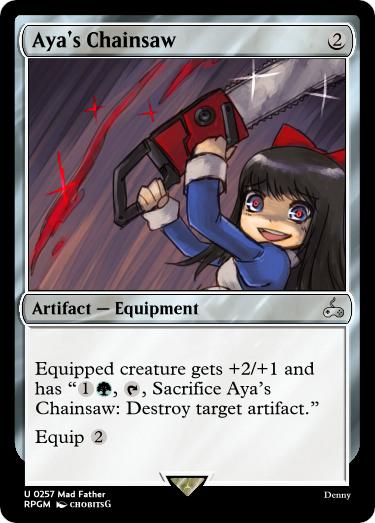 Aya's Chainsaw 2
Artifact — Equipment
Equipped creature gets +2/+1 and
has “1, , Sacrifice Aya's
Chainsaw: Destroy target artifact.”
Equip 2
U 0257 Mad Father
RPGM CHOBITSG
Denny